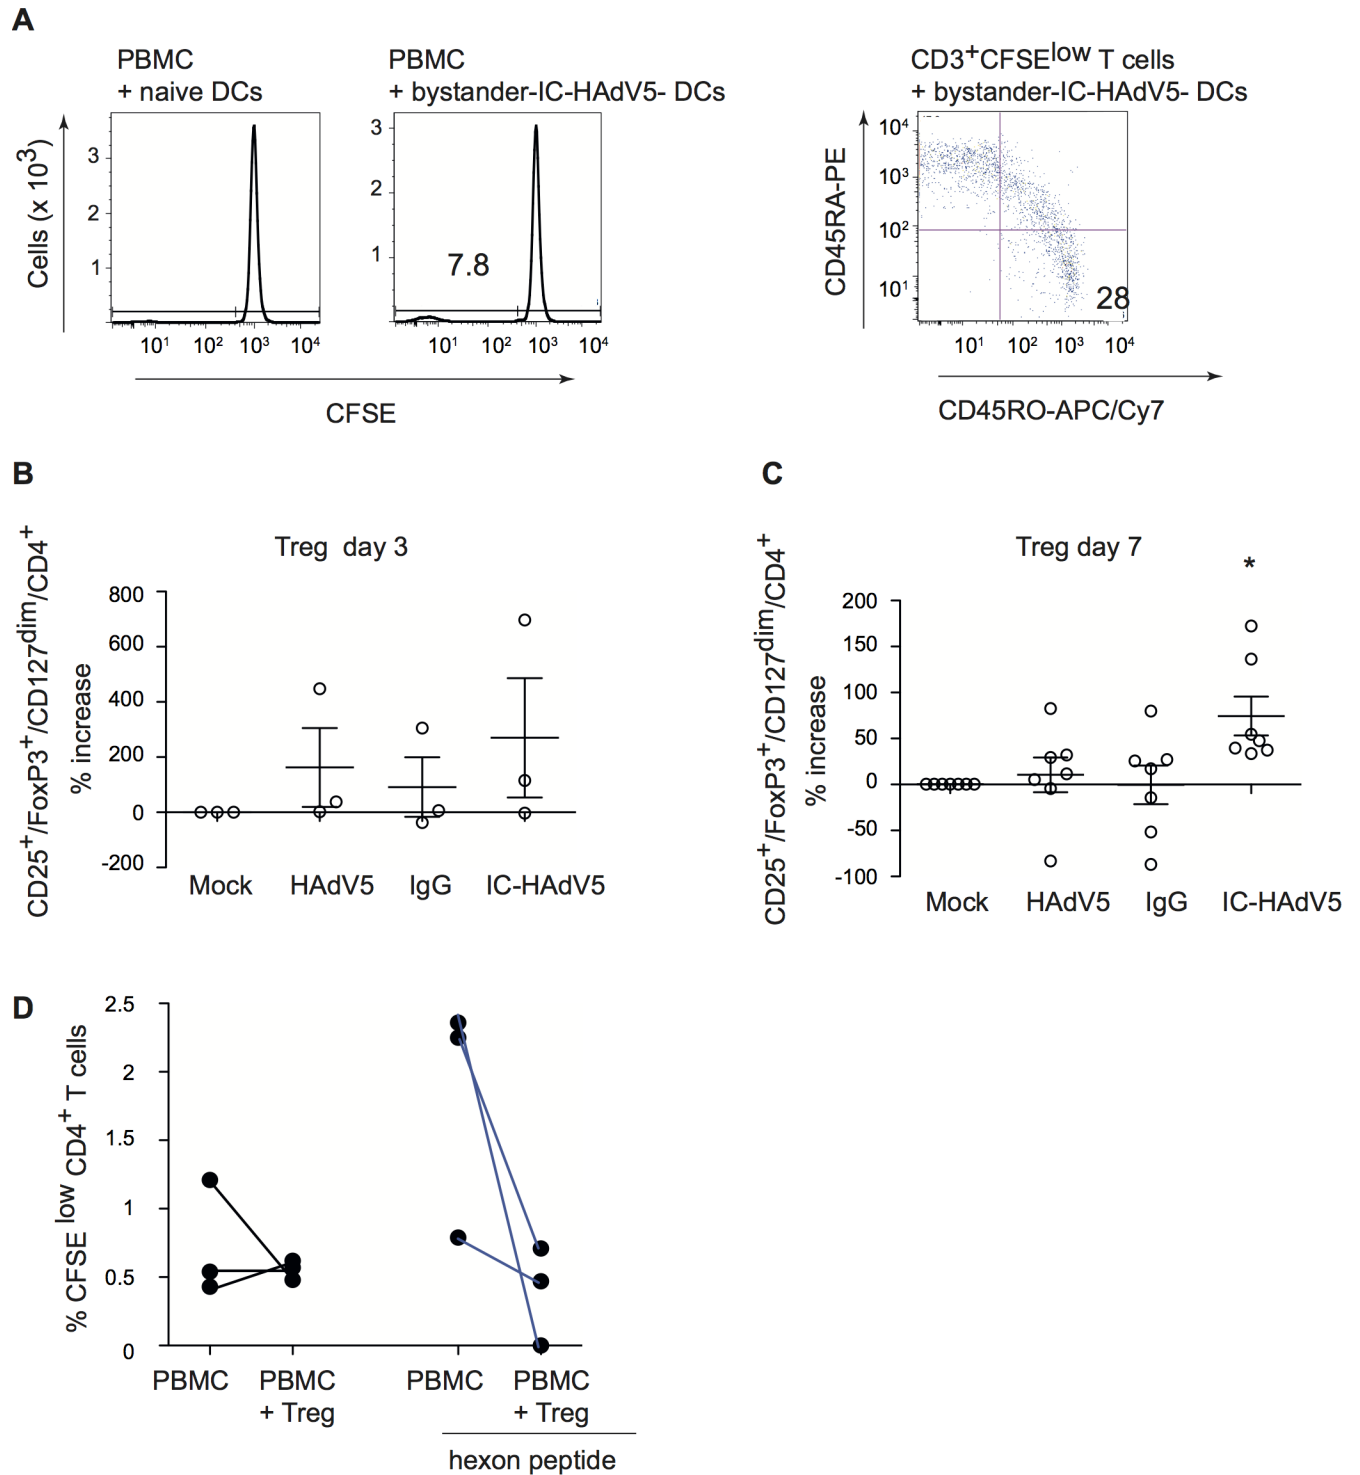 A
PBMC
+ naive DCs
PBMC
+ bystander-IC-HAdV5- DCs
CD3+CFSElow T cells
+ bystander-IC-HAdV5- DCs
Cells (x 103)
3
2
1
101 102 103 104
3
2
1
7.8
101 102 103 104
CFSE
CD45RA-PE
104
103
102
101
28
101 102 103 104
CD45RO-APC/Cy7
B
Treg day 3
CD25+/FoxP3+/CD127dim/CD4+
% increase
800
600
400
200
0
-200
Mock HAdV5 IgG IC-HAdV5
C
Treg day 7
CD25+/FoxP3+/CD127dim/CD4+
% increase
*
200
150
100
50
0
-50
-100
Mock HAdV5 IgG IC-HAdV5
D
% CFSE low CD4+ T cells
2.5
2
1.5
1
0.5
0
PBMC PBMC PBMC PBMC
+ Treg + Treg
hexon peptide